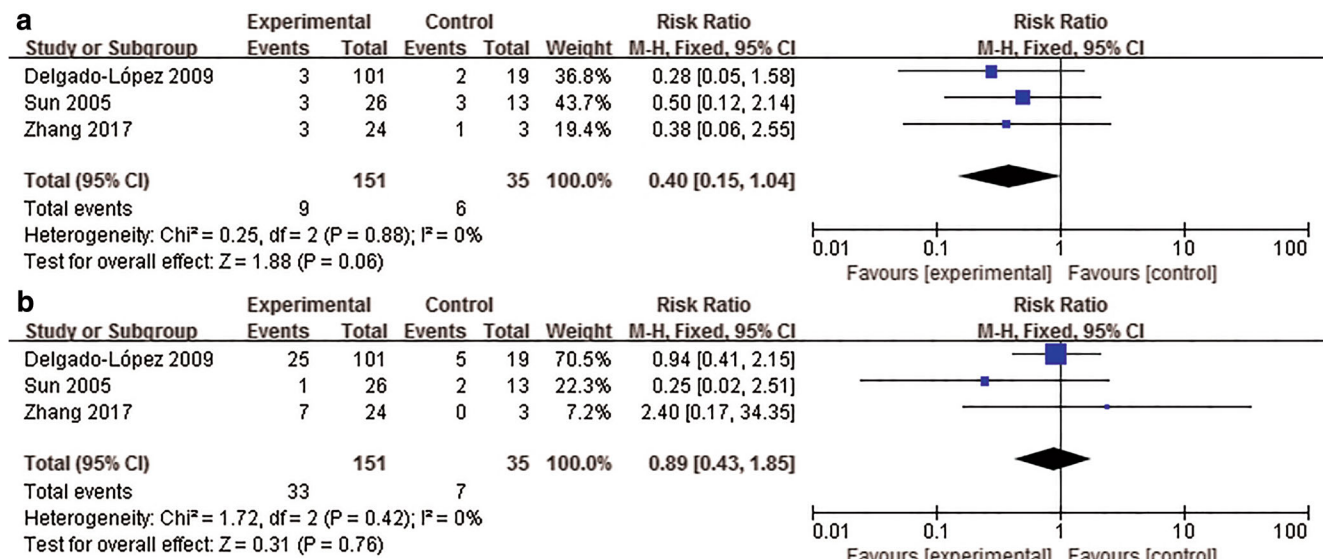 a
Experimental Control Risk Ratio Risk Ratio
Study or Subgroup Events Total Events Total Weight M-H, Fixed, 95% CI M-H, Fixed, 95% CI
Delgado-López 2009 3 101 2 19 36.8% 0.28 [0.05, 1.58]
Sun 2005 3 26 3 13 43.7% 0.50 [0.12, 2.14]
Zhang 2017 3 24 1 3 19.4% 0.38 [0.06, 2.55]
Total (95% CI) 151 35 100.0% 0.40 [0.15, 1.04]
Total events 9 6
Heterogeneity: Chi² = 0.25, df = 2 (P = 0.88); I² = 0%
Test for overall effect: Z = 1.88 (P = 0.06)
0.01 0.1 1 10 100
Favours [experimental] Favours [control]
b
Experimental Control Risk Ratio Risk Ratio
Study or Subgroup Events Total Events Total Weight M-H, Fixed, 95% CI M-H, Fixed, 95% CI
Delgado-López 2009 25 101 5 19 70.5% 0.94 [0.41, 2.15]
Sun 2005 1 26 2 13 22.3% 0.25 [0.02, 2.51]
Zhang 2017 7 24 0 3 7.2% 2.40 [0.17, 34.35]
Total (95% CI) 151 35 100.0% 0.89 [0.43, 1.85]
Total events 33 7
Heterogeneity: Chi² = 1.72, df = 2 (P = 0.42); I² = 0%
Test for overall effect: Z = 0.31 (P = 0.76)
0.01 0.1 1 10 100
Favours [experimental] Favours [control]